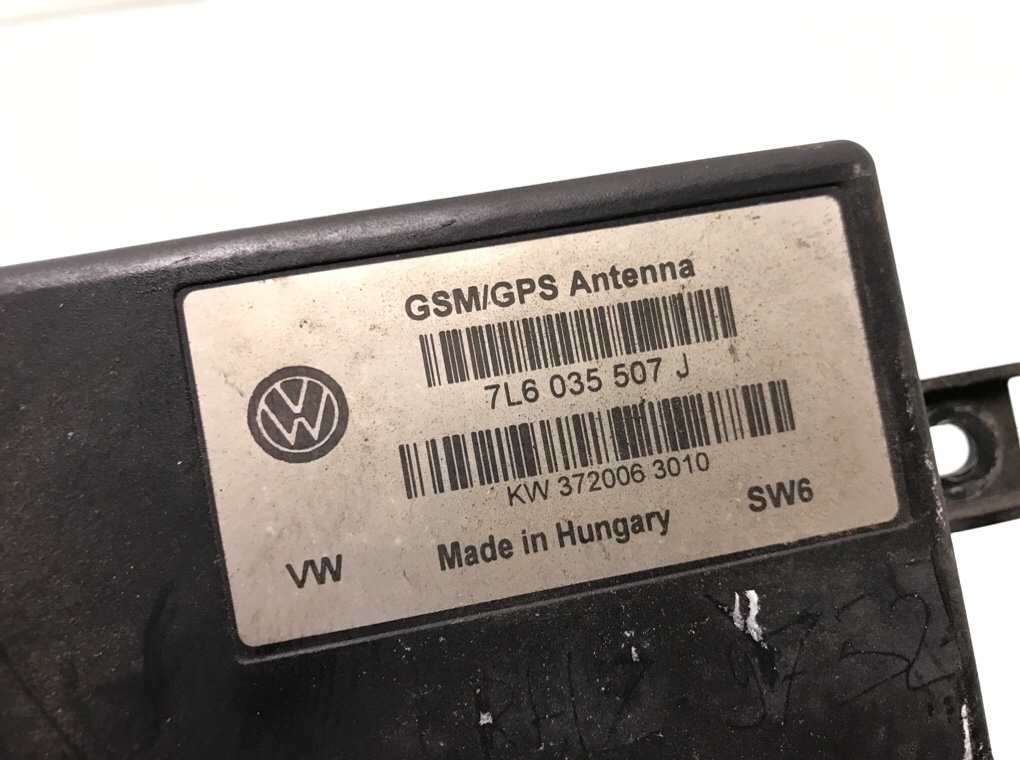 GSM/GPS Antenna
7L6 035 507 J
KW 372006 3010
SW6
Made in Hungary
VW